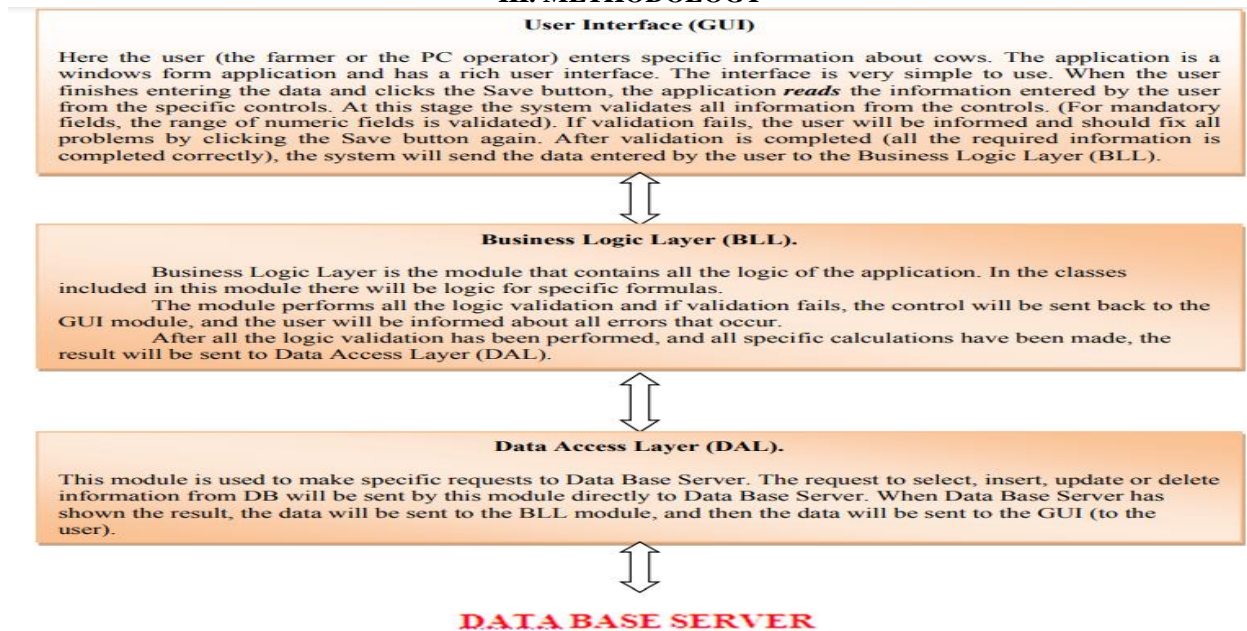 III. METHODOLOGY
User Interface (GUI)
Here the user (the farmer or the PC operator) enters specific information about cows. The application is a
windows form application and has a rich user interface. The interface is very simple to use. When the user
finishes entering the data and clicks the Save button, the application reads the information entered by the user
from the specific controls. At this stage the system validates all information from the controls. (For mandatory
fields, the range of numeric fields is validated). If validation fails, the user will be informed and should fix all
problems by clicking the Save button again. After validation is completed (all the required information is
completed correctly), the system will send the data entered by the user to the Business Logic Layer (BLL).
Business Logic Layer (BLL).
Business Logic Layer is the module that contains all the logic of the application. In the classes
included in this module there will be logic for specific formulas.
The module performs all the logic validation and if validation fails, the control will be sent back to the
GUI module, and the user will be informed about all errors that occur.
After all the logic validation has been performed, and all specific calculations have been made, the
result will be sent to Data Access Layer (DAL).
Data Access Layer (DAL).
This module is used to make specific requests to Data Base Server. The request to select, insert, update or delete
information from DB will be sent by this module directly to Data Base Server. When Data Base Server has
shown the result, the data will be sent to the BLL module, and then the data will be sent to the GUI (to the
user).
DATA BASE SERVER